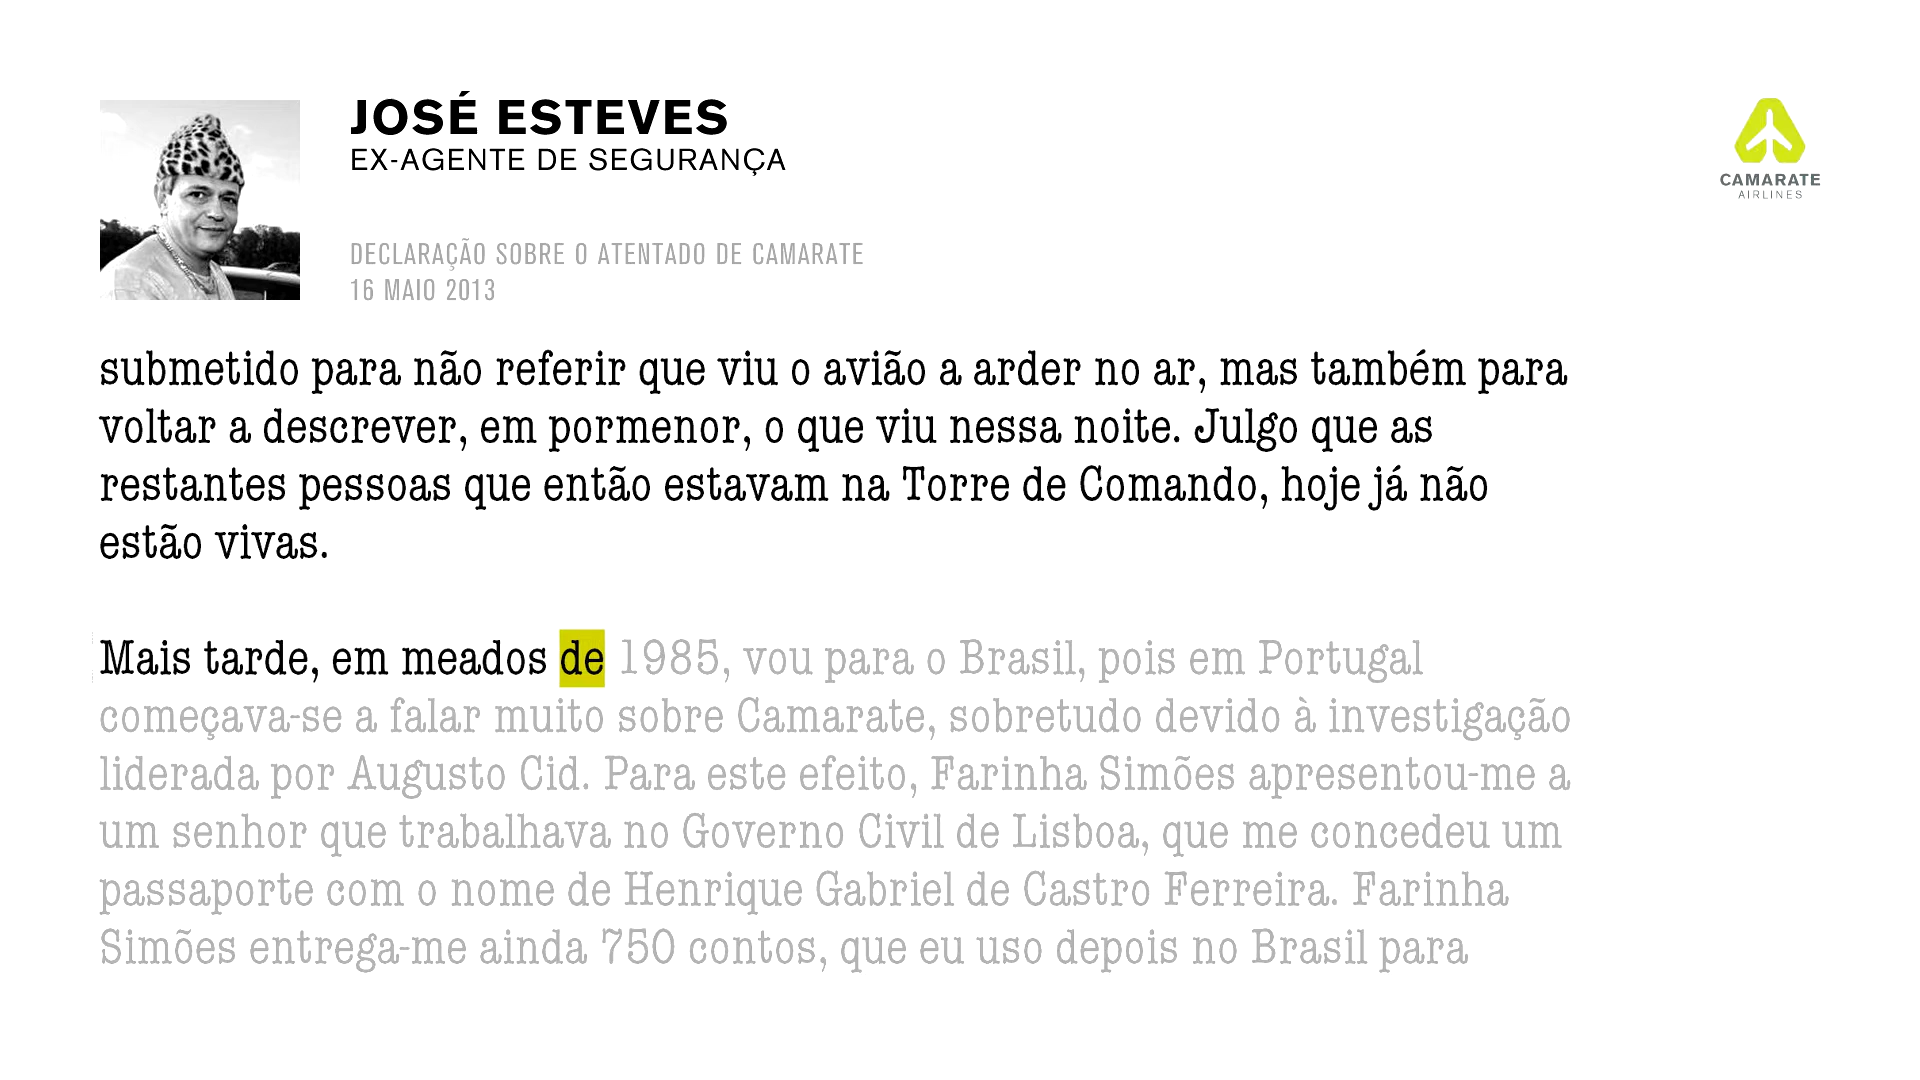 JOSÉ ESTEVES
EX-AGENTE DE SEGURANÇA
CAMARATE
AIRLINES
DECLARAÇÃO SOBRE O ATENTADO DE CAMARATE
16 MAIO 2013
submetido para não referir que viu o avião a arder no ar, mas também para
voltar a descrever, em pormenor, o que viu nessa noite. Julgo que as
restantes pessoas que então estavam na Torre de Comando, hoje já não
estão vivas.
Mais tarde, em meados de 1985, vou para o Brasil, pois em Portugal
começava-se a falar muito sobre Camarate, sobretudo devido à investigação
liderada por Augusto Cid. Para este efeito, Farinha Simões apresentou-me a
um senhor que trabalhava no Governo Civil de Lisboa, que me concedeu um
passaporte com o nome de Henrique Gabriel de Castro Ferreira. Farinha
Simões entrega-me ainda 750 contos, que eu uso depois no Brasil para